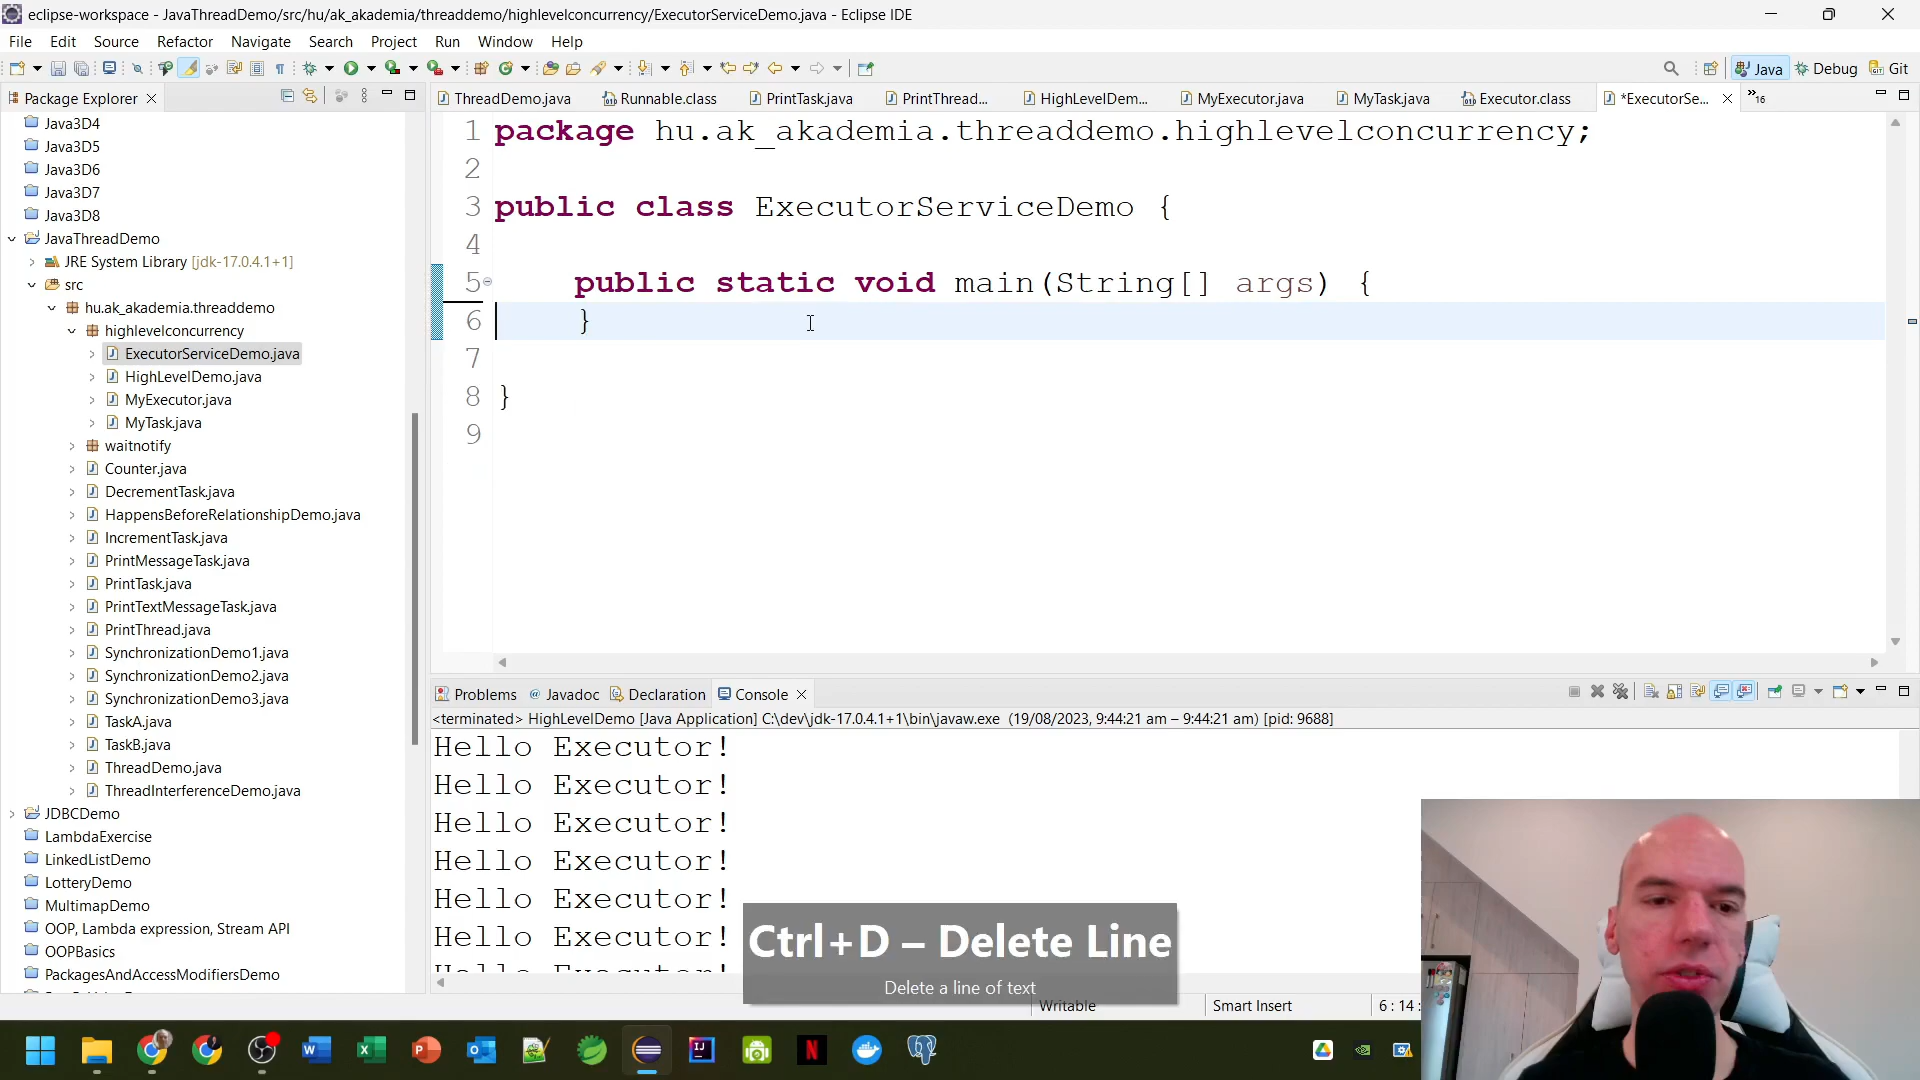 eclipse-workspace - JavaThreadDemo/src/hu/ak_akademia/threaddemo/highlevelconcurrency/ExecutorServiceDemo.java - Eclipse IDE
File Edit Source Refactor Navigate Search Project Run Window Help
Java Debug Git
Package Explorer
ThreadDemo.java Runnable.class PrintTask.java PrintThread... HighLevelDem... MyExecutor.java MyTask.java Executor.class *ExecutorSe... »16
Java3D4
Java3D5
Java3D6
Java3D7
Java3D8
JavaThreadDemo
JRE System Library [jdk-17.0.4.1+1]
src
hu.ak_akademia.threaddemo
highlevelconcurrency
ExecutorServiceDemo.java
HighLevelDemo.java
MyExecutor.java
MyTask.java
waitnotify
Counter.java
DecrementTask.java
HappensBeforeRelationshipDemo.java
IncrementTask.java
PrintMessageTask.java
PrintTask.java
PrintTextMessageTask.java
PrintThread.java
SynchronizationDemo1.java
SynchronizationDemo2.java
SynchronizationDemo3.java
TaskA.java
TaskB.java
ThreadDemo.java
ThreadInterferenceDemo.java
JDBCDemo
LambdaExercise
LinkedListDemo
LotteryDemo
MultimapDemo
OOP, Lambda expression, Stream API
OOPBasics
PackagesAndAccessModifiersDemo
1 package hu.ak_akademia.threaddemo.highlevelconcurrency;
2
3 public class ExecutorServiceDemo {
4
5 public static void main(String[] args) {
6 }
7
8 }
9
Problems Javadoc Declaration Console
<terminated> HighLevelDemo [Java Application] C:\dev\jdk-17.0.4.1+1\bin\javaw.exe (19/08/2023, 9:44:21 am – 9:44:21 am) [pid: 9688]
Hello Executor!
Hello Executor!
Hello Executor!
Hello Executor!
Hello Executor!
Hello Executor!
Hello Executor!
Ctrl+D – Delete Line
Delete a line of text
Writable Smart Insert 6 : 14 :